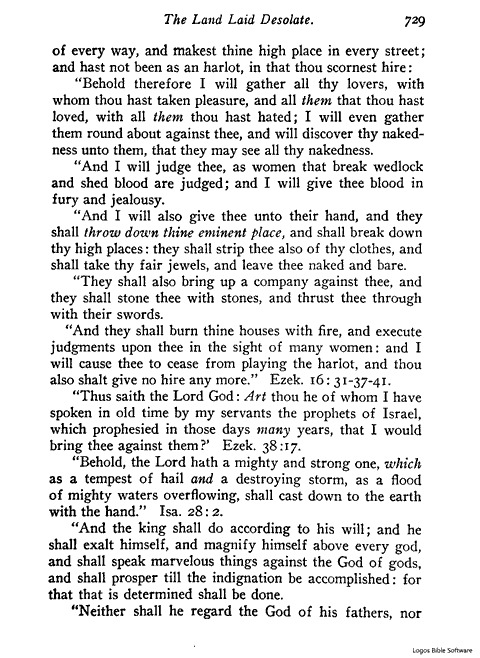 The Land Laid Desolate. 729
of every way, and makest thine high place in every street;
and hast not been as an harlot, in that thou scornest hire:
"Behold therefore I will gather all thy lovers, with
whom thou hast taken pleasure, and all them that thou hast
loved, with all them thou hast hated; I will even gather
them round about against thee, and will discover thy naked-
ness unto them, that they may see all thy nakedness.
"And I will judge thee, as women that break wedlock
and shed blood are judged; and I will give thee blood in
fury and jealousy.
"And I will also give thee unto their hand, and they
shall throw down thine eminent place, and shall break down
thy high places: they shall strip thee also of thy clothes, and
shall take thy fair jewels, and leave thee naked and bare.
"They shall also bring up a company against thee, and
they shall stone thee with stones, and thrust thee through
with their swords.
"And they shall burn thine houses with fire, and execute
judgments upon thee in the sight of many women: and I
will cause thee to cease from playing the harlot, and thou
also shalt give no hire any more." Ezek. 16: 31-37-41.
"Thus saith the Lord God: Art thou he of whom I have
spoken in old time by my servants the prophets of Israel,
which prophesied in those days many years, that I would
bring thee against them?' Ezek. 38:17.
"Behold, the Lord hath a mighty and strong one, which
as a tempest of hail and a destroying storm, as a flood
of mighty waters overflowing, shall cast down to the earth
with the hand." Isa. 28: 2.
"And the king shall do according to his will; and he
shall exalt himself, and magnify himself above every god,
and shall speak marvelous things against the God of gods,
and shall prosper till the indignation be accomplished: for
that that is determined shall be done.
"Neither shall he regard the God of his fathers, nor
Logos Bible Software